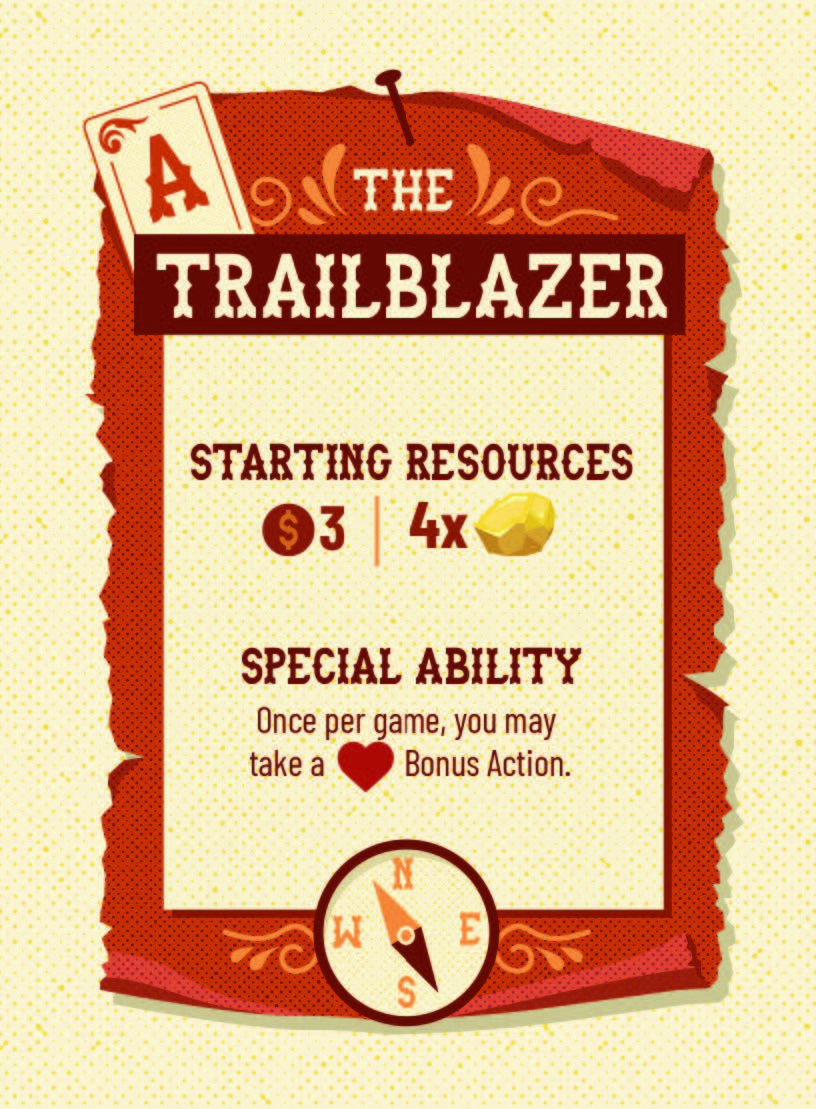 A
THE
TRAILBLAZER
STARTING RESOURCES
$ 3 | 4x
SPECIAL ABILITY
Once per game, you may
take a ♥ Bonus Action.
N
W E
S